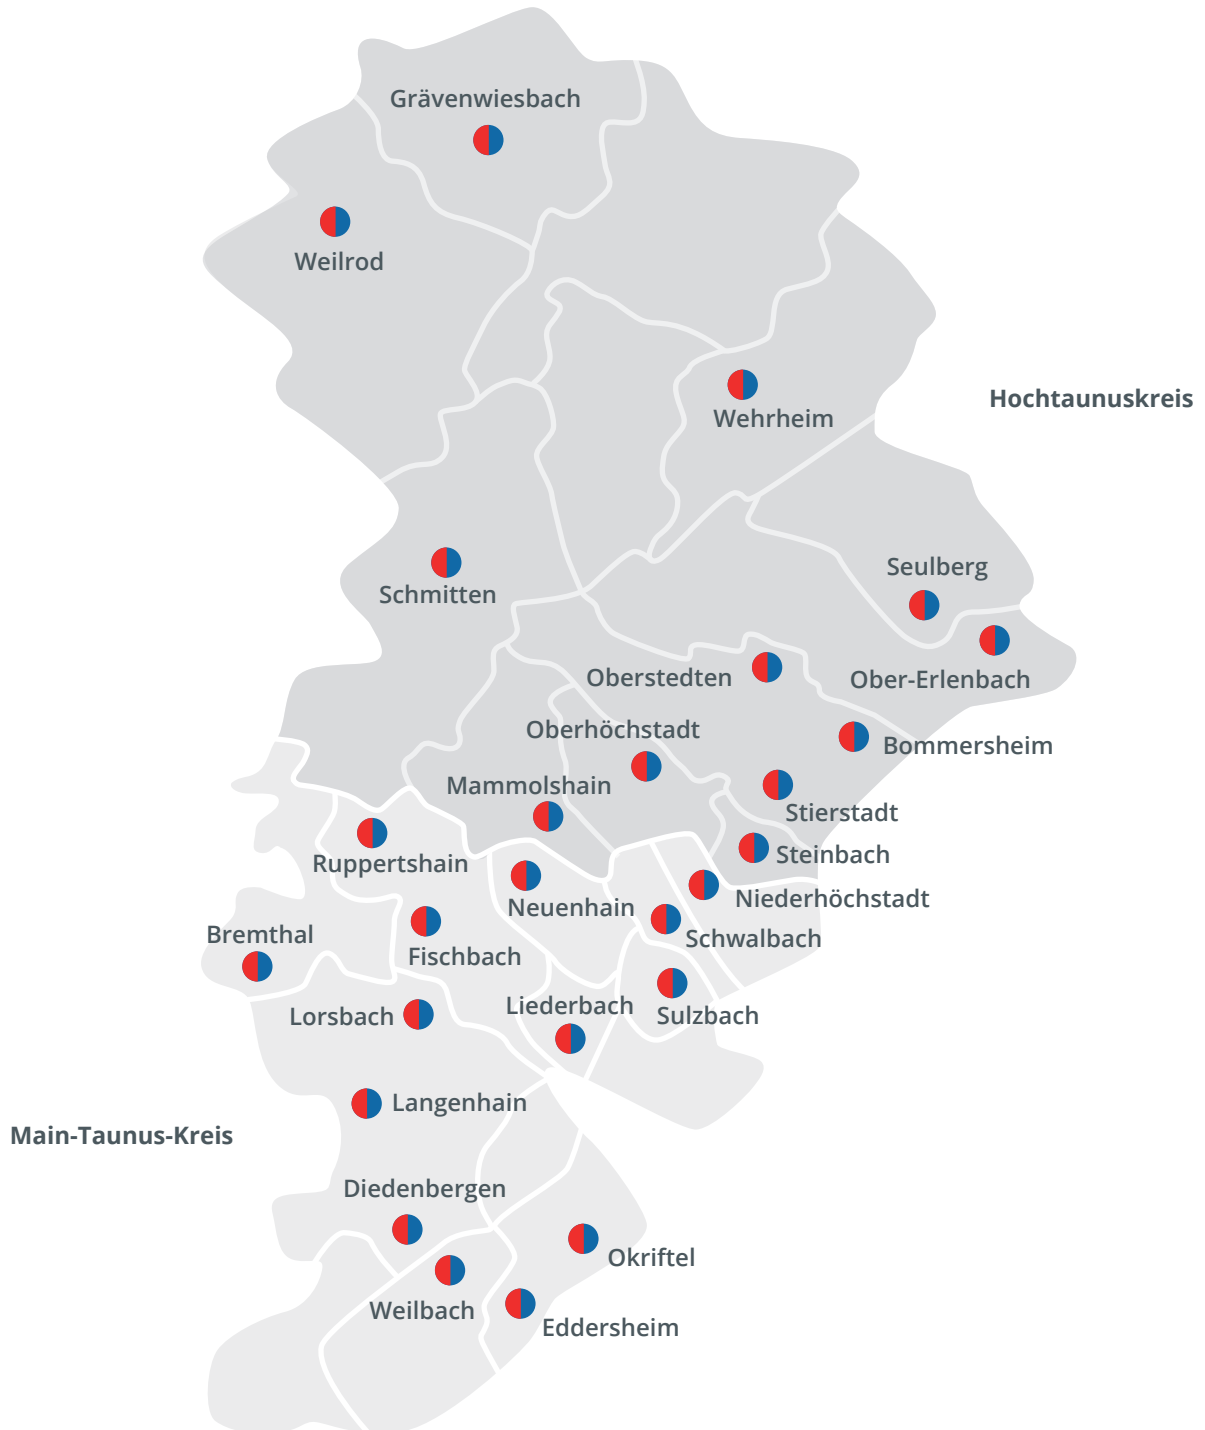 Grävenwiesbach
Weilrod
Hochtaunuskreis
Wehrheim
Seulberg
Schmitten
Oberstedten
Ober-Erlenbach
Oberhöchstadt
Bommersheim
Mammolshain
Stierstadt
Steinbach
Ruppertshain
Niederhöchstadt
Neuenhain
Bremthal
Schwalbach
Fischbach
Liederbach
Lorsbach
Sulzbach
Langenhain
Main-Taunus-Kreis
Diedenbergen
Okriftel
Weilbach
Eddersheim